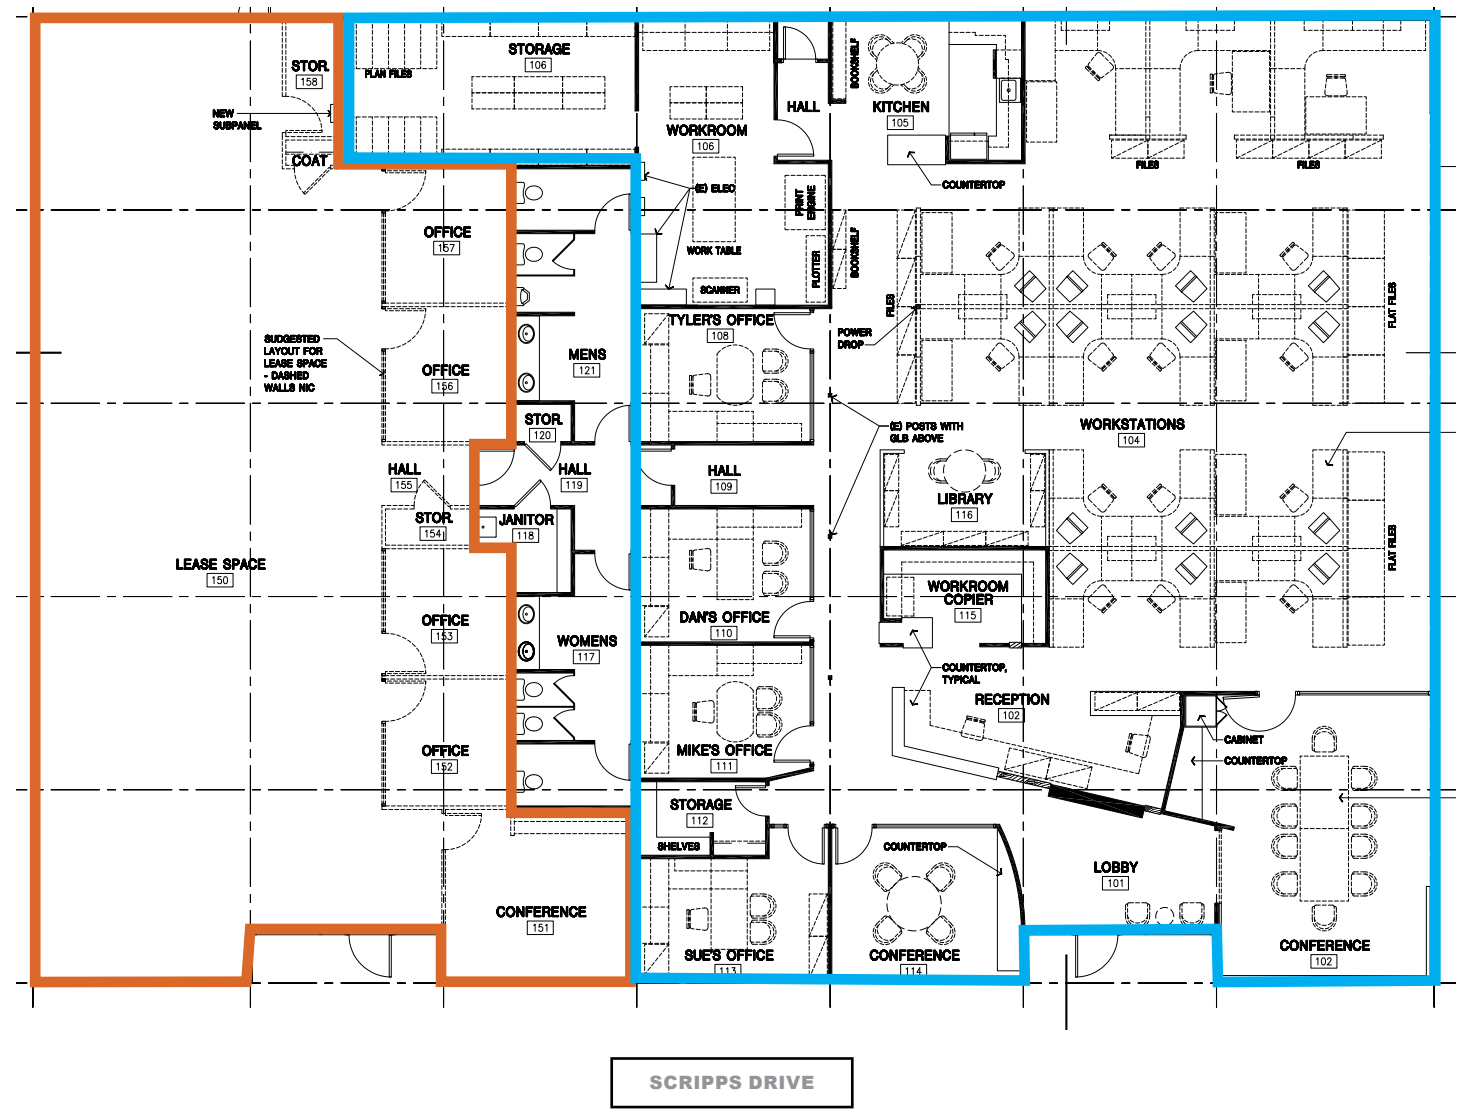 STORAGE
106
PLAN FILES
STOR.
158
NEW
SUBPANEL
COAT
WORKROOM
106
HALL
BOOKSHELF
KITCHEN
105
COUNTERTOP
FILES
FILES
(E) ELEC
PRINT
ENGINE
WORK TABLE
PLOTTER
SCANNER
BOOKSHELF
OFFICE
157
FILES
FLAT FILES
POWER
DROP
TYLER'S OFFICE
108
SUDGESTED
LAYOUT FOR
LEASE SPACE
- DASHED
WALLS NIC
OFFICE
156
MENS
121
STOR.
120
(E) POSTS WITH
GLB ABOVE
WORKSTATIONS
104
HALL
155
HALL
119
HALL
109
LIBRARY
116
STOR.
154
JANITOR
118
FLAT FILES
LEASE SPACE
150
WORKROOM
COPIER
115
OFFICE
153
DAN'S OFFICE
110
WOMENS
117
COUNTERTOP,
TYPICAL
RECEPTION
102
OFFICE
152
MIKE'S OFFICE
111
CABINET
COUNTERTOP
STORAGE
112
SHELVES
COUNTERTOP
LOBBY
101
CONFERENCE
151
SUE'S OFFICE
113
CONFERENCE
114
CONFERENCE
102
SCRIPPS DRIVE